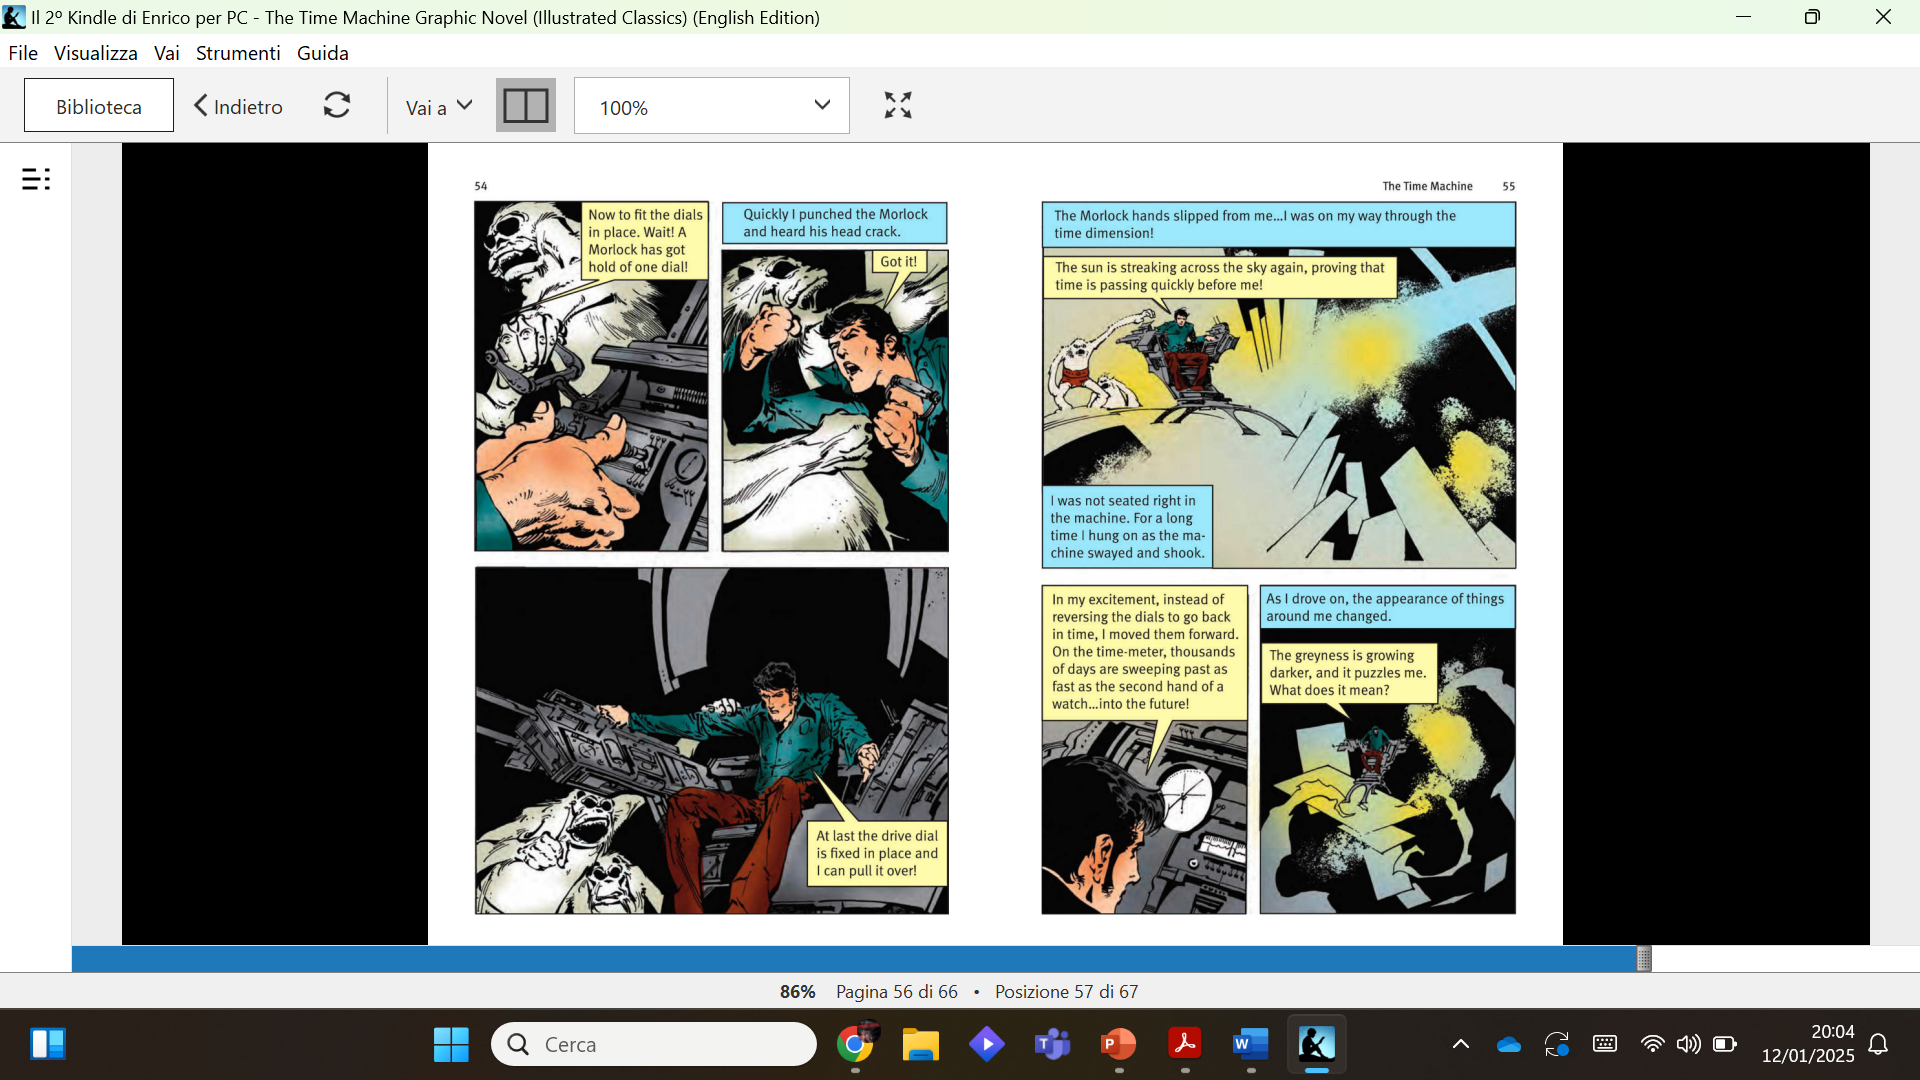 Il 2º Kindle di Enrico per PC - The Time Machine Graphic Novel (Illustrated Classics) (English Edition)
File Visualizza Vai Strumenti Guida
Biblioteca
Indietro
Vai a
100%
54
Now to fit the dials
in place. Wait! A
Morlock has got
hold of one dial!
Quickly I punched the Morlock
and heard his head crack.
Got it!
At last the drive dial
is fixed in place and
I can pull it over!
The Time Machine 55
The Morlock hands slipped from me...I was on my way through the
time dimension!
The sun is streaking across the sky again, proving that
time is passing quickly before me!
I was not seated right in
the machine. For a long
time I hung on as the ma-
chine swayed and shook.
In my excitement, instead of
reversing the dials to go back
in time, I moved them forward.
On the time-meter, thousands
of days are sweeping past as
fast as the second hand of a
watch...into the future!
As I drove on, the appearance of things
around me changed.
The greyness is growing
darker, and it puzzles me.
What does it mean?
86% Pagina 56 di 66 • Posizione 57 di 67
Cerca
20:04
12/01/2025